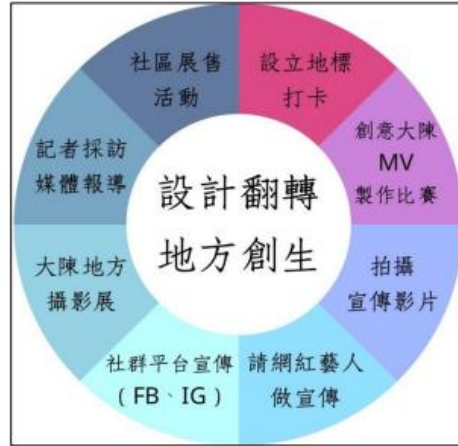 設計翻轉
地方創生
設立地標
打卡
創意大陳
MV
製作比賽
拍攝
宣傳影片
請網紅藝人
做宣傳
社群平台宣傳
（FB、IG）
大陳地方
攝影展
記者採訪
媒體報導
社區展售
活動